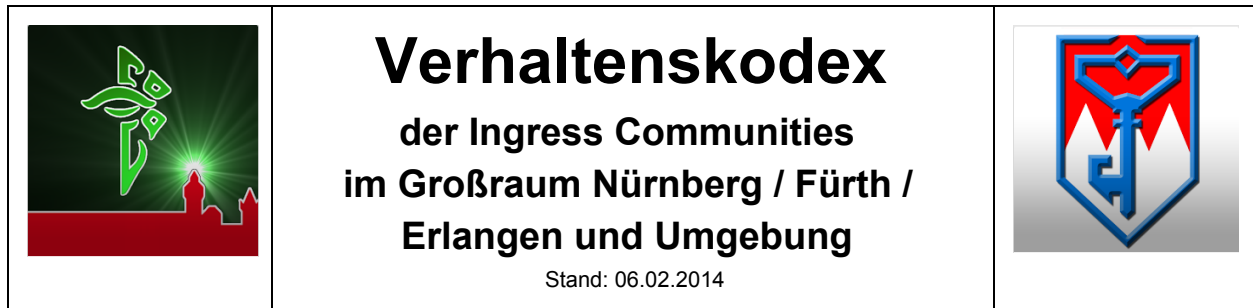 Verhaltenskodex
der Ingress Communities
im Großraum Nürnberg / Fürth /
Erlangen und Umgebung
Stand: 06.02.2014